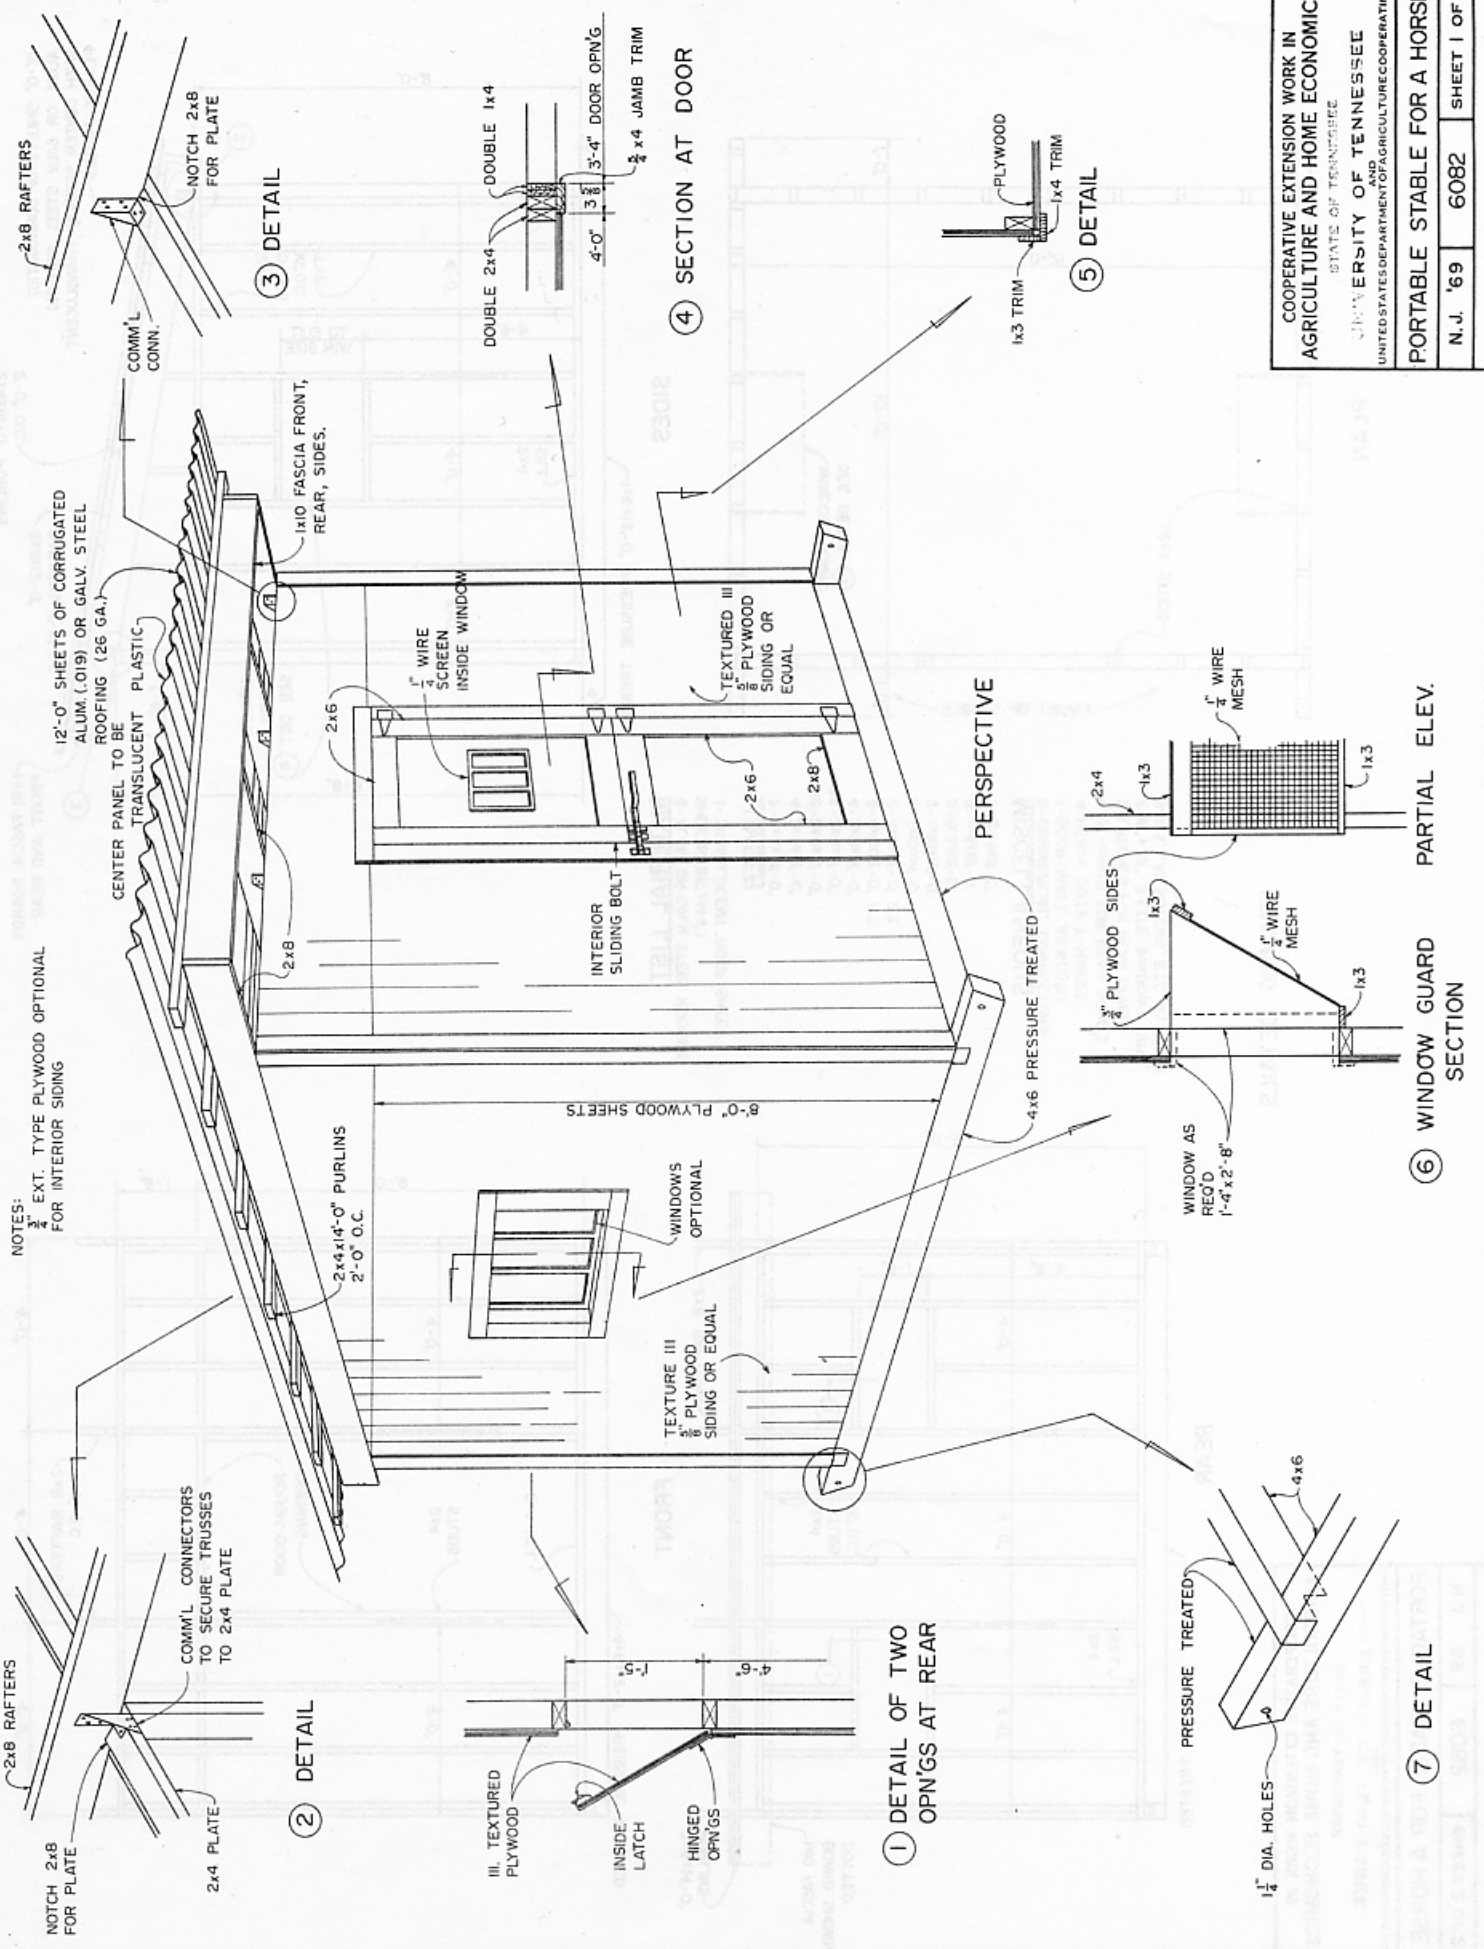 NOTES:
3/4" EXT. TYPE PLYWOOD OPTIONAL
FOR INTERIOR SIDING
12'-0" SHEETS OF CORRUGATED
ALUM.(.019) OR GALV. STEEL
ROOFING (26 GA.)
CENTER PANEL TO BE
TRANSLUCENT PLASTIC
2x8 RAFTERS
NOTCH 2x8
FOR PLATE
2x4 PLATE
COMM'L CONNECTORS
TO SECURE TRUSSES
TO 2x4 PLATE
2 DETAIL
2x8 RAFTERS
COMM'L
CONN.
NOTCH 2x8
FOR PLATE
3 DETAIL
1x10 FASCIA FRONT,
REAR, SIDES.
2x8
2x4x14'-0" PURLINS
2'-0" O.C.
2x6
1/4" WIRE
SCREEN
INSIDE WINDOW
8'-0" PLYWOOD SHEETS
WINDOWS
OPTIONAL
INTERIOR
SLIDING BOLT
2x6
2x8
TEXTURED III
5/8" PLYWOOD
SIDING OR
EQUAL
TEXTURE III
5/8" PLYWOOD
SIDING OR EQUAL
4x6 PRESSURE TREATED
PERSPECTIVE
DOUBLE 2x4
DOUBLE 1x4
4'-0"
3 5/8
3'-4" DOOR OPN'G
5/4 x4 JAMB TRIM
4 SECTION AT DOOR
1x3 TRIM
PLYWOOD
1x4 TRIM
5 DETAIL
III. TEXTURED
PLYWOOD
INSIDE
LATCH
HINGED
OPN'GS
1'-5"
4'-6"
1 DETAIL OF TWO
OPN'GS AT REAR
PRESSURE TREATED
4x6
1 1/4" DIA. HOLES
7 DETAIL
WINDOW AS
REQ'D
1'-4"x2'-8"
3/4" PLYWOOD SIDES
1x3
1/4" WIRE
MESH
1x3
2x4
1x3
1/4" WIRE
MESH
1x3
6 WINDOW GUARD PARTIAL ELEV.
SECTION
COOPERATIVE EXTENSION WORK IN
AGRICULTURE AND HOME ECONOMIC
STATE OF TENNESSEE
UNIVERSITY OF TENNESSEE
AND
UNITED STATES DEPARTMENT OF AGRICULTURE COOPERATIN
PORTABLE STABLE FOR A HORS
N.J. '69 6082 SHEET 1 OF